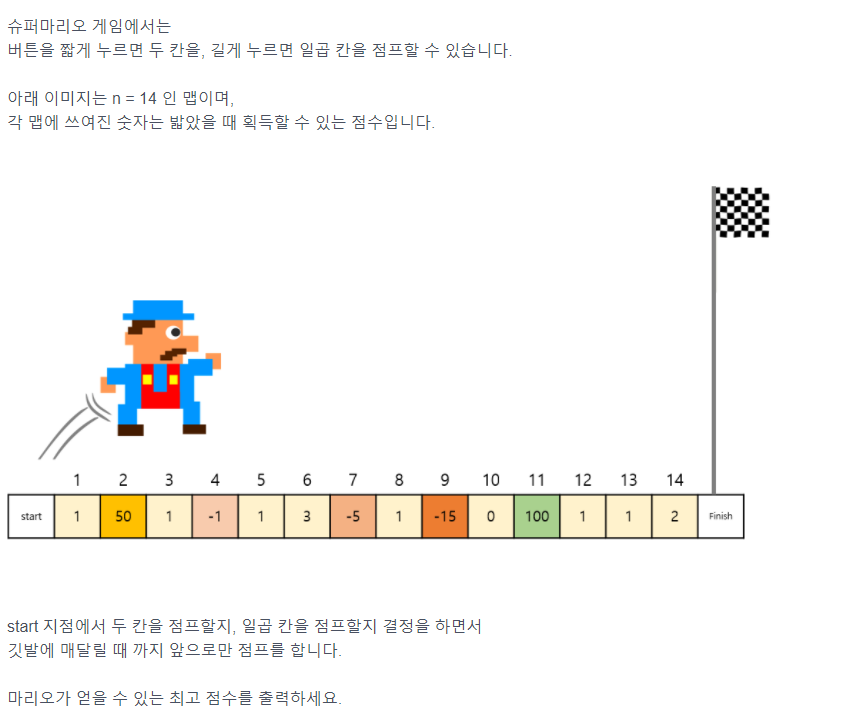 슈퍼마리오 게임에서는
버튼을 짧게 누르면 두 칸을, 길게 누르면 일곱 칸을 점프할 수 있습니다.
아래 이미지는 n = 14 인 맵이며,
각 맵에 쓰여진 숫자는 밟았을 때 획득할 수 있는 점수입니다.
1 2 3 4 5 6 7 8 9 10 11 12 13 14
start 1 50 1 -1 1 3 -5 1 -15 0 100 1 1 2 Finish
start 지점에서 두 칸을 점프할지, 일곱 칸을 점프할지 결정을 하면서
깃발에 매달릴 때 까지 앞으로만 점프를 합니다.
마리오가 얻을 수 있는 최고 점수를 출력하세요.